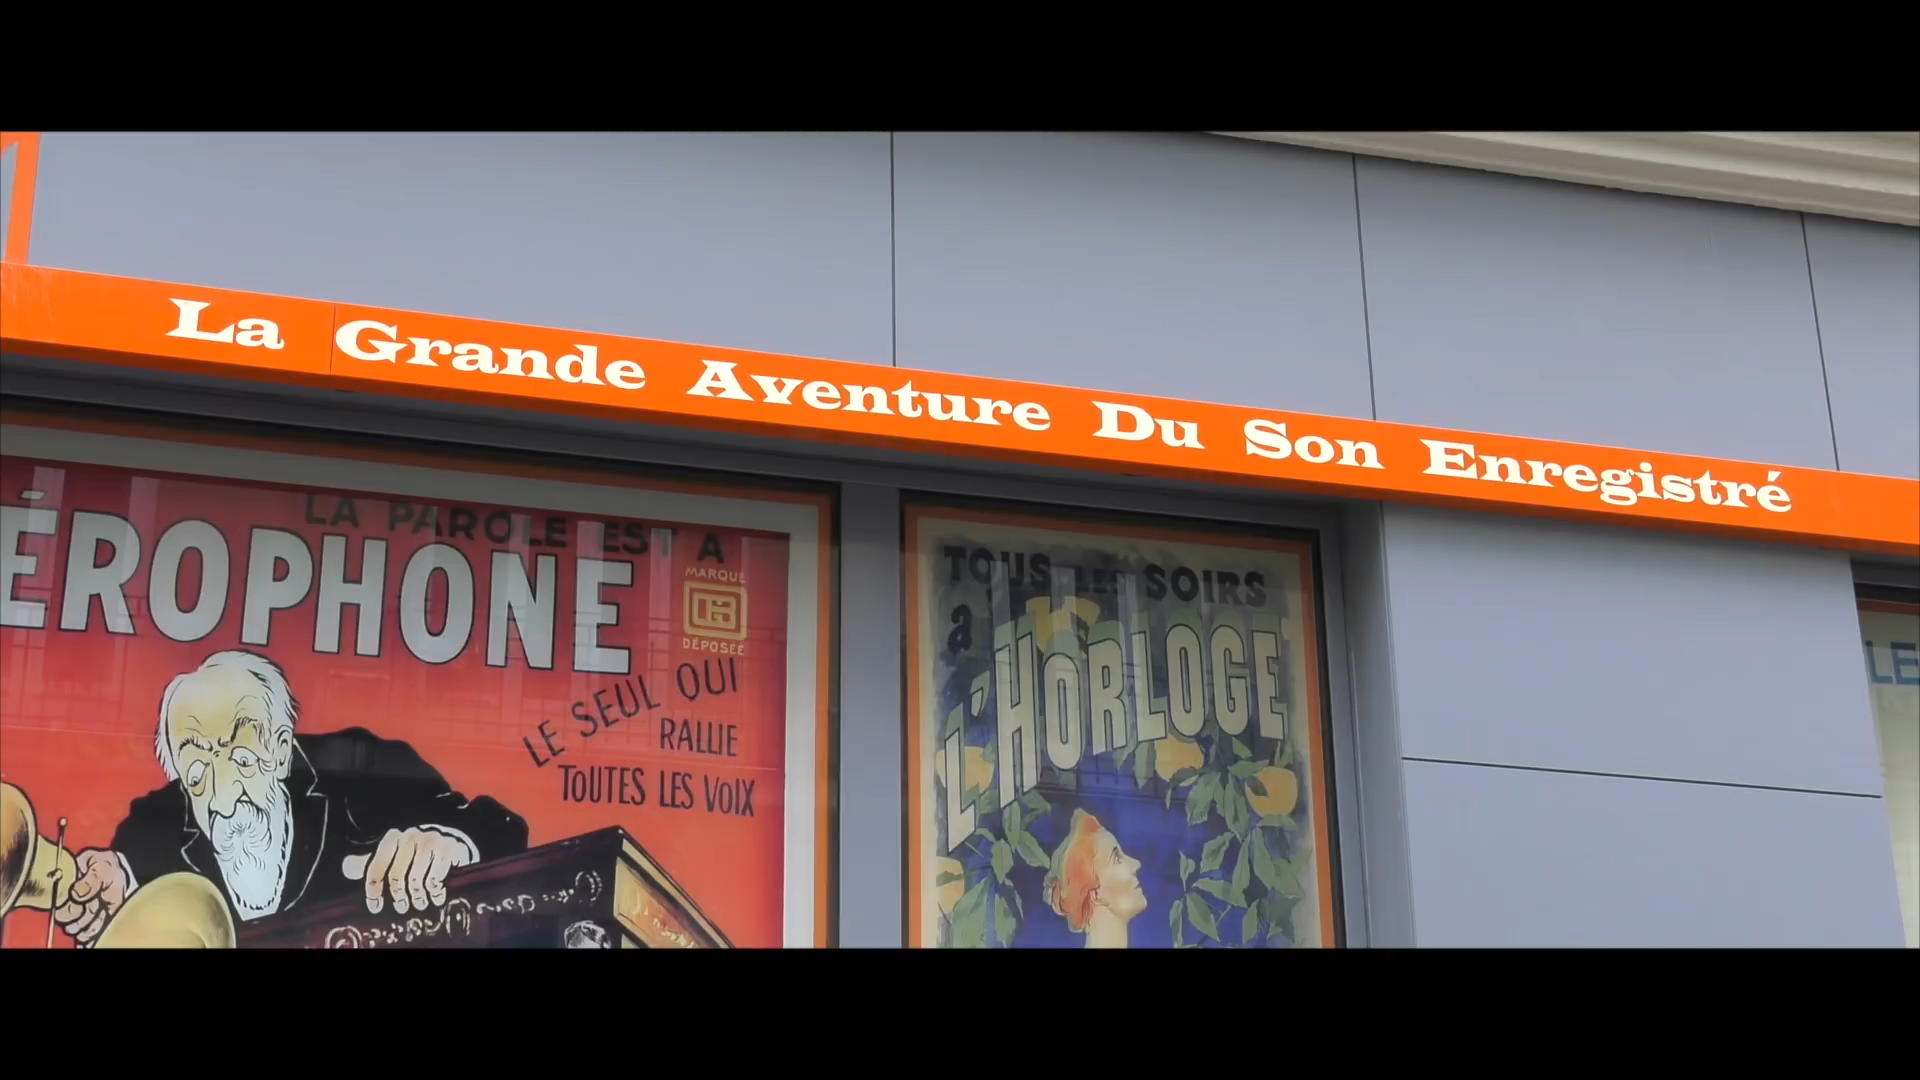 La Grande Aventure Du Son Enregistré
LA PAROLE EST A
ÉROPHONE
MARQUE
DÉPOSÉE
LE SEUL QUI
RALLIE
TOUTES LES VOIX
TOUS LES SOIRS
a
L'HORLOGE
LE